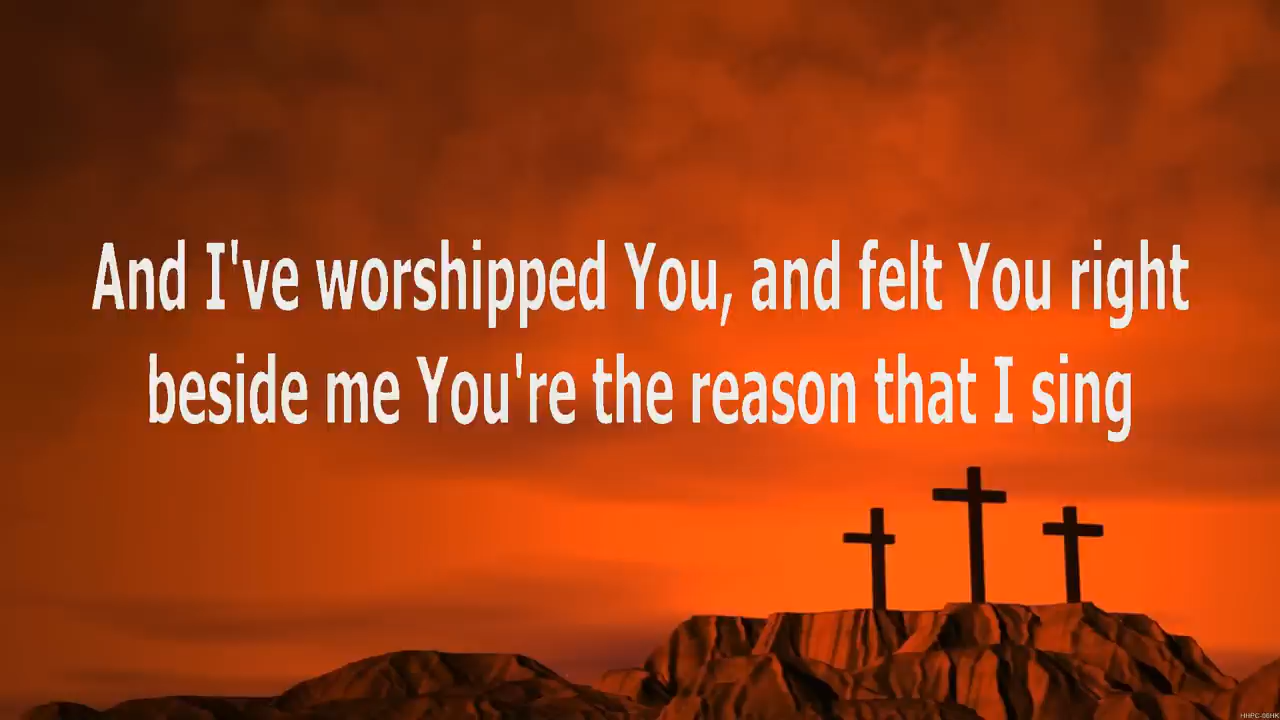 And I've worshipped You, and felt You right
beside me You're the reason that I sing